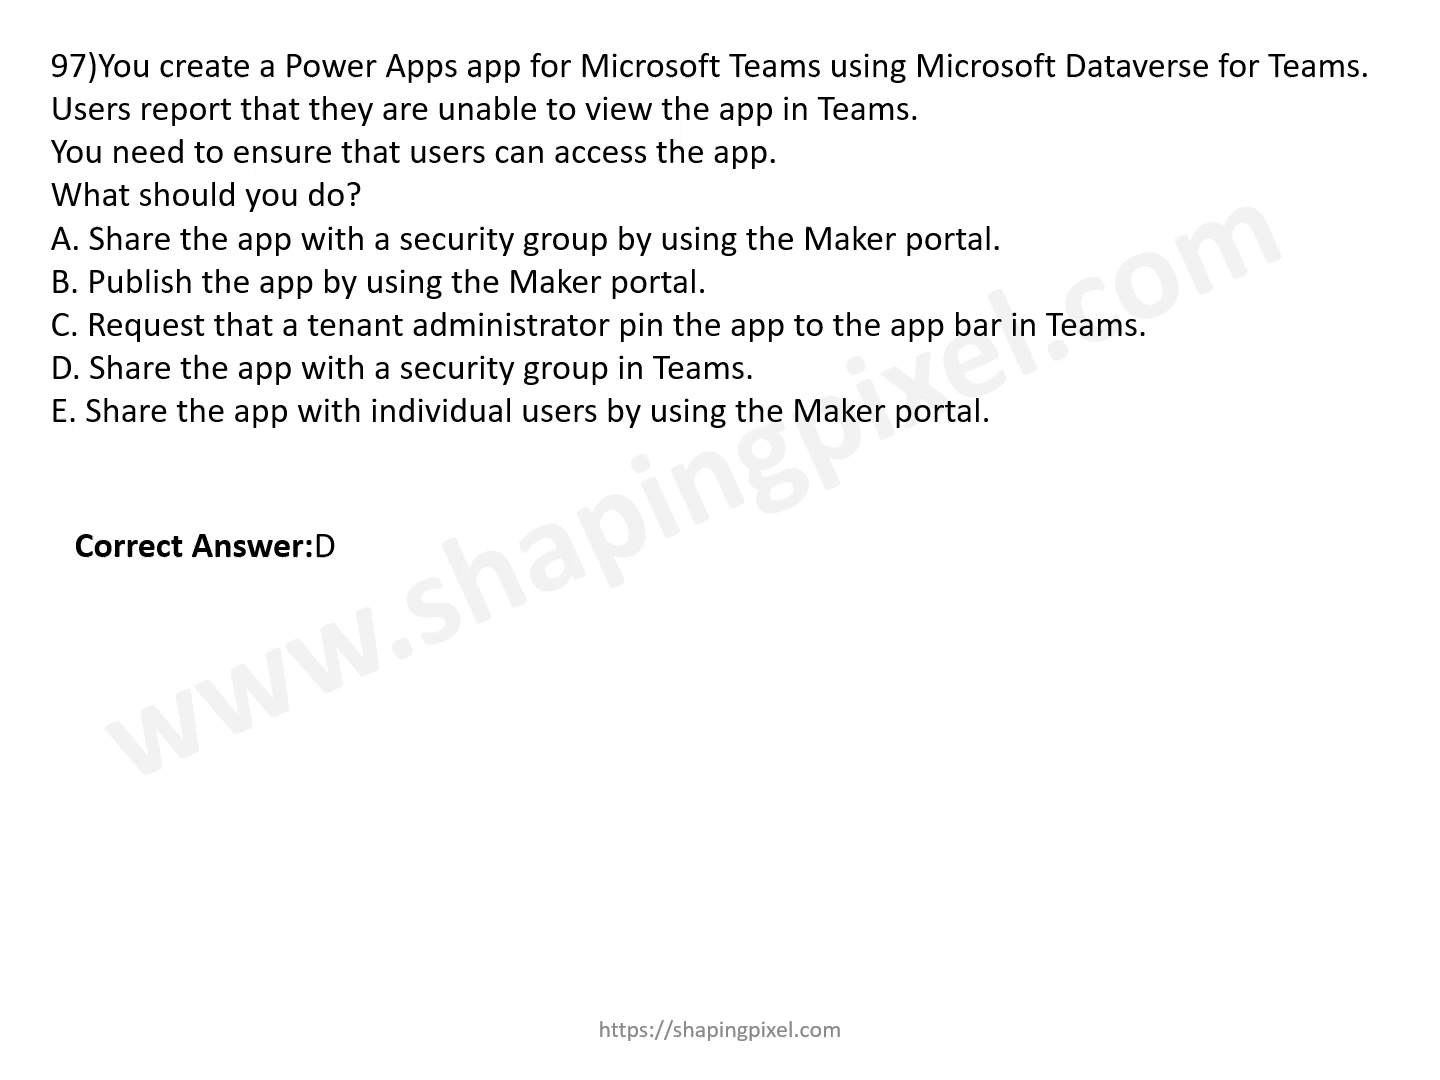 97)You create a Power Apps app for Microsoft Teams using Microsoft Dataverse for Teams.
Users report that they are unable to view the app in Teams.
You need to ensure that users can access the app.
What should you do?
A. Share the app with a security group by using the Maker portal.
B. Publish the app by using the Maker portal.
C. Request that a tenant administrator pin the app to the app bar in Teams.
D. Share the app with a security group in Teams.
E. Share the app with individual users by using the Maker portal.
Correct Answer:D
www.shapingpixel.com
https://shapingpixel.com